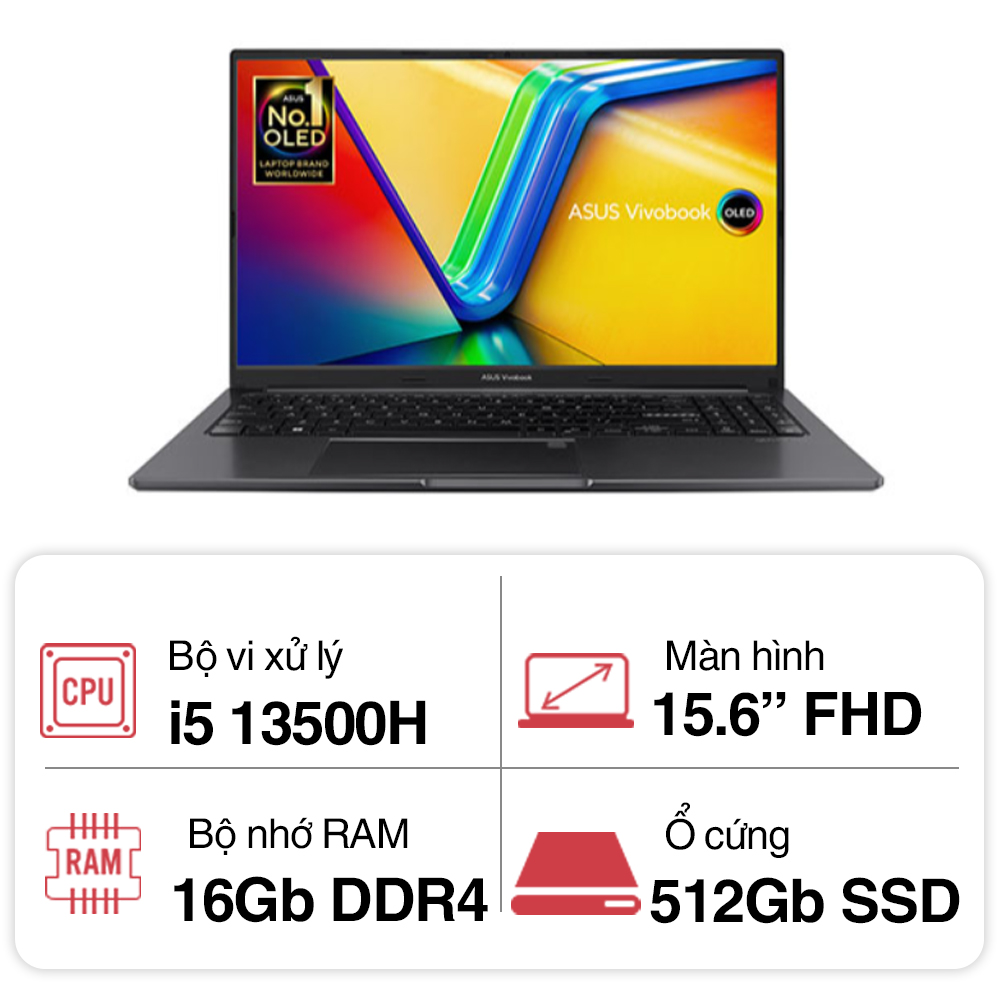 ASUS
No.1
OLED
LAPTOP BRAND
WORLDWIDE
ASUS Vivobook OLED
ASUS Vivobook
CPU
Bộ vi xử lý
i5 13500H
Màn hình
15.6” FHD
RAM
Bộ nhớ RAM
16Gb DDR4
Ổ cứng
512Gb SSD